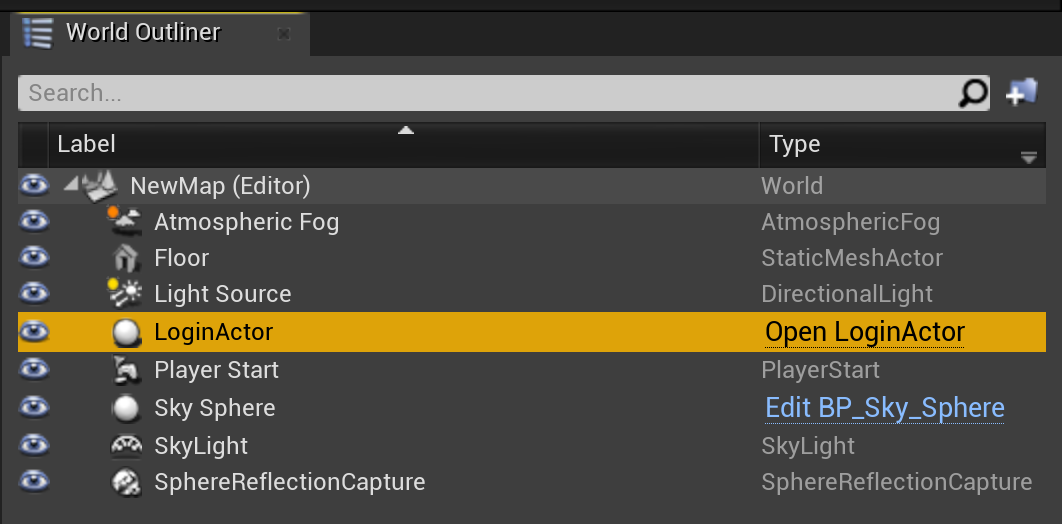 World Outliner
Search...
Label Type
NewMap (Editor) World
Atmospheric Fog AtmosphericFog
Floor StaticMeshActor
Light Source DirectionalLight
LoginActor Open LoginActor
Player Start PlayerStart
Sky Sphere Edit BP_Sky_Sphere
SkyLight SkyLight
SphereReflectionCapture SphereReflectionCapture